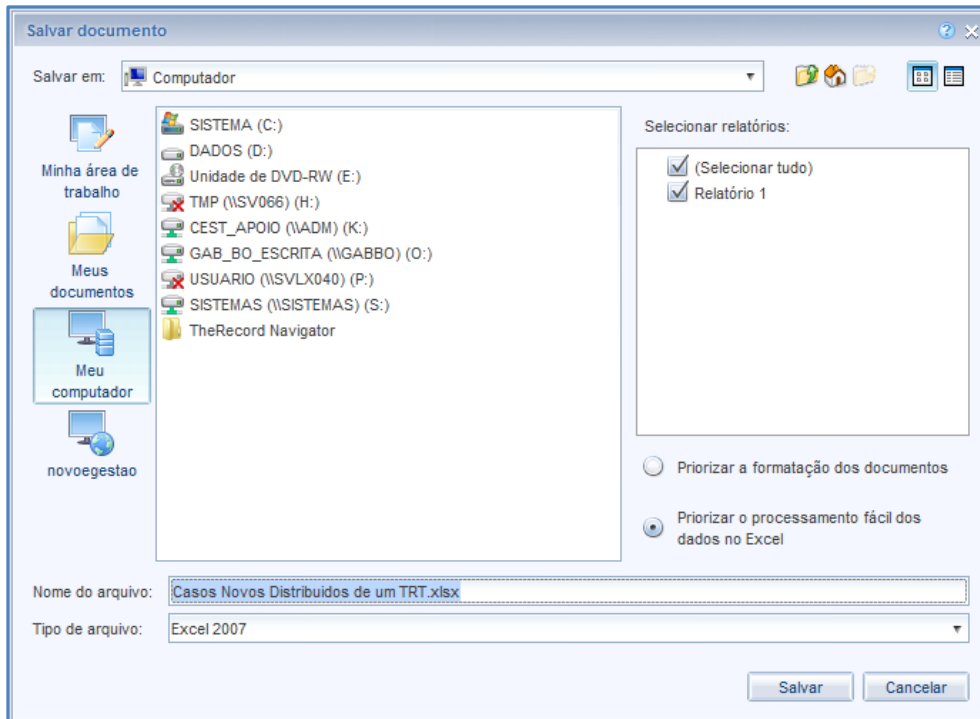 Salvar documento
Salvar em:
Computador
Minha área de
trabalho
Meus
documentos
Meu
computador
novoegestao
SISTEMA (C:)
DADOS (D:)
Unidade de DVD-RW (E:)
TMP (\\SV066) (H:)
CEST_APOIO (\\ADM) (K:)
GAB_BO_ESCRITA (\\GABBO) (O:)
USUARIO (\\SVLX040) (P:)
SISTEMAS (\\SISTEMAS) (S:)
TheRecord Navigator
Selecionar relatórios:
(Selecionar tudo)
Relatório 1
Priorizar a formatação dos documentos
Priorizar o processamento fácil dos
dados no Excel
Nome do arquivo:
Casos Novos Distribuidos de um TRT.xlsx
Tipo de arquivo:
Excel 2007
Salvar
Cancelar